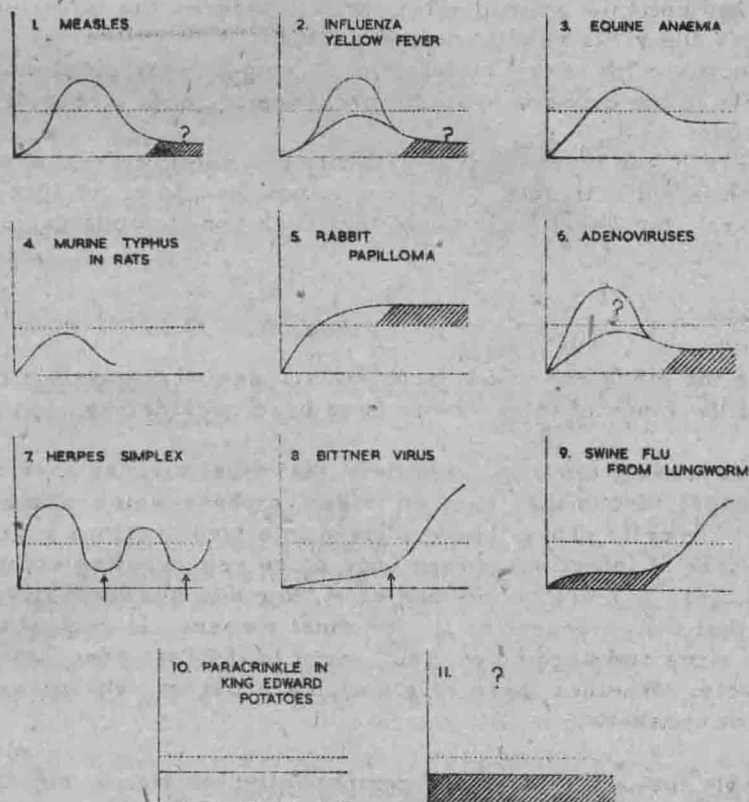 1. MEASLES
?
2. INFLUENZA
YELLOW FEVER
?
3. EQUINE ANAEMIA
4. MURINE TYPHUS
IN RATS
5. RABBIT
PAPILLOMA
6. ADENOVIRUSES
?
7. HERPES SIMPLEX
8 BITTNER VIRUS
9. SWINE FLU
FROM LUNGWORM
10. PARACRINKLE IN
KING EDWARD
POTATOES
11. ?